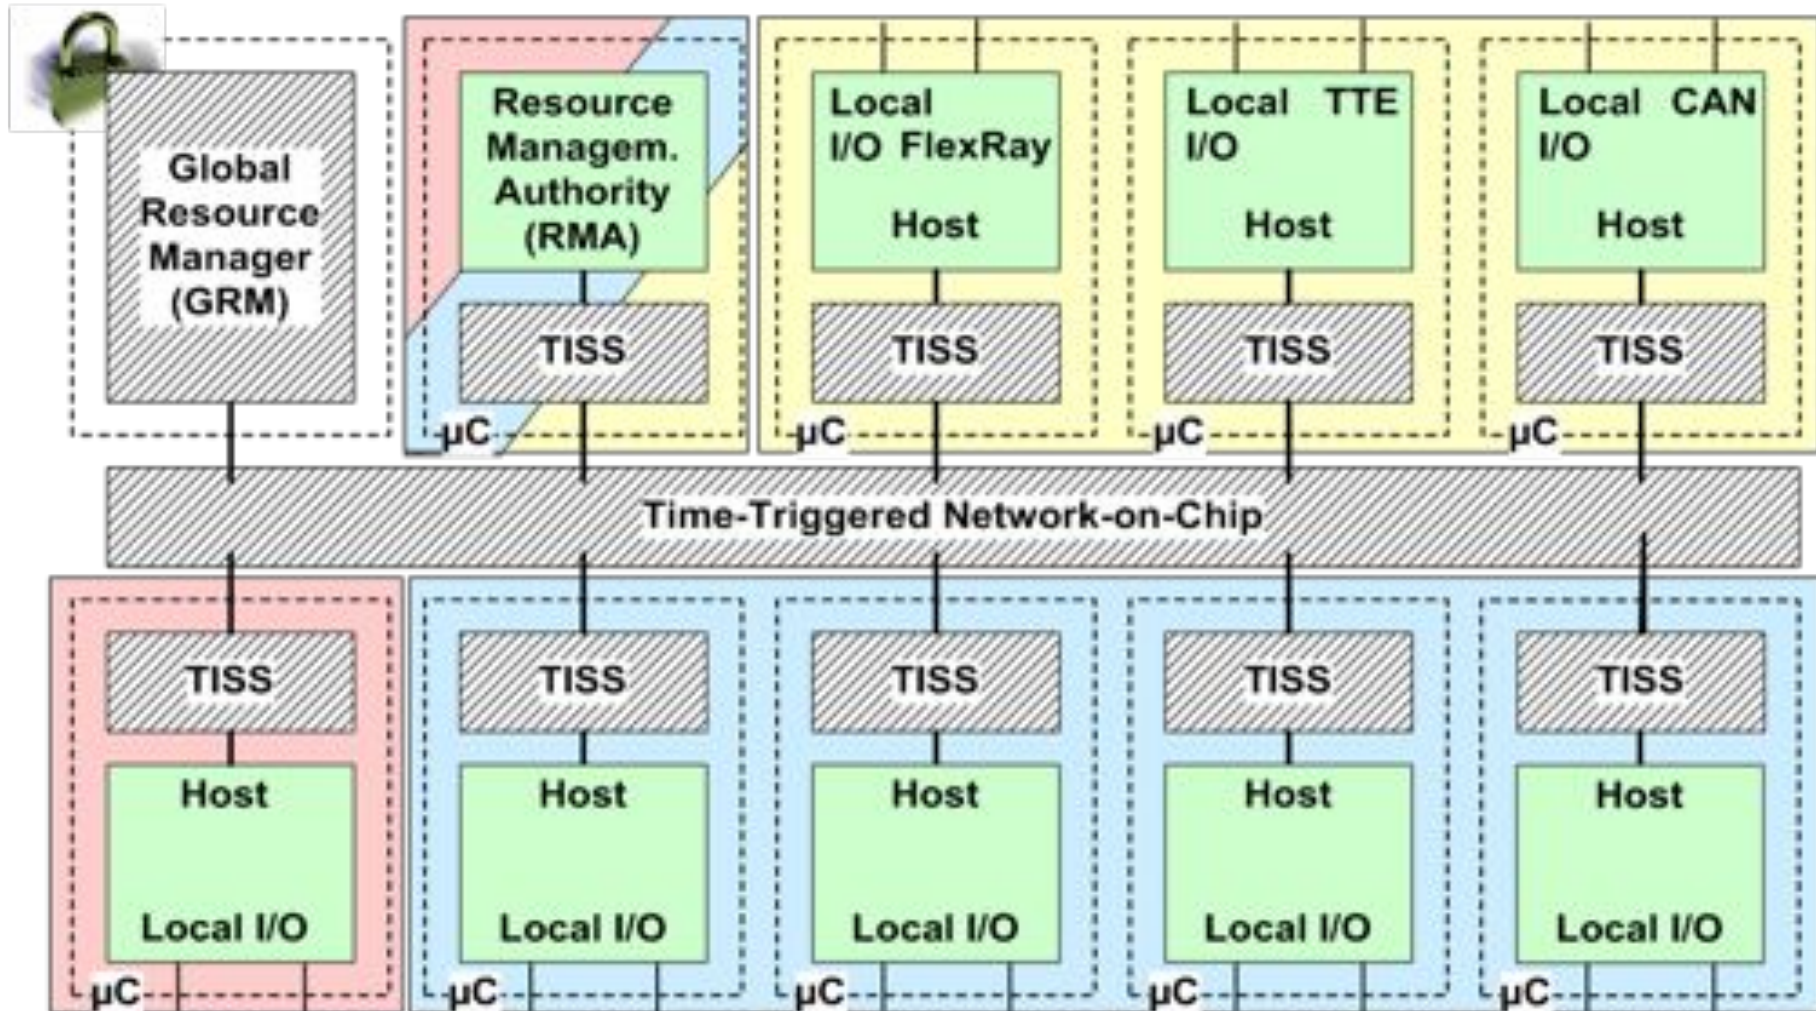 Global
Resource
Manager
(GRM)
Resource
Managem.
Authority
(RMA)
TISS
µC
Local
I/O FlexRay
Host
TISS
µC
Local TTE
I/O
Host
TISS
µC
Local CAN
I/O
Host
TISS
µC
Time-Triggered Network-on-Chip
TISS
Host
Local I/O
µC
TISS
Host
Local I/O
µC
TISS
Host
Local I/O
µC
TISS
Host
Local I/O
µC
TISS
Host
Local I/O
µC